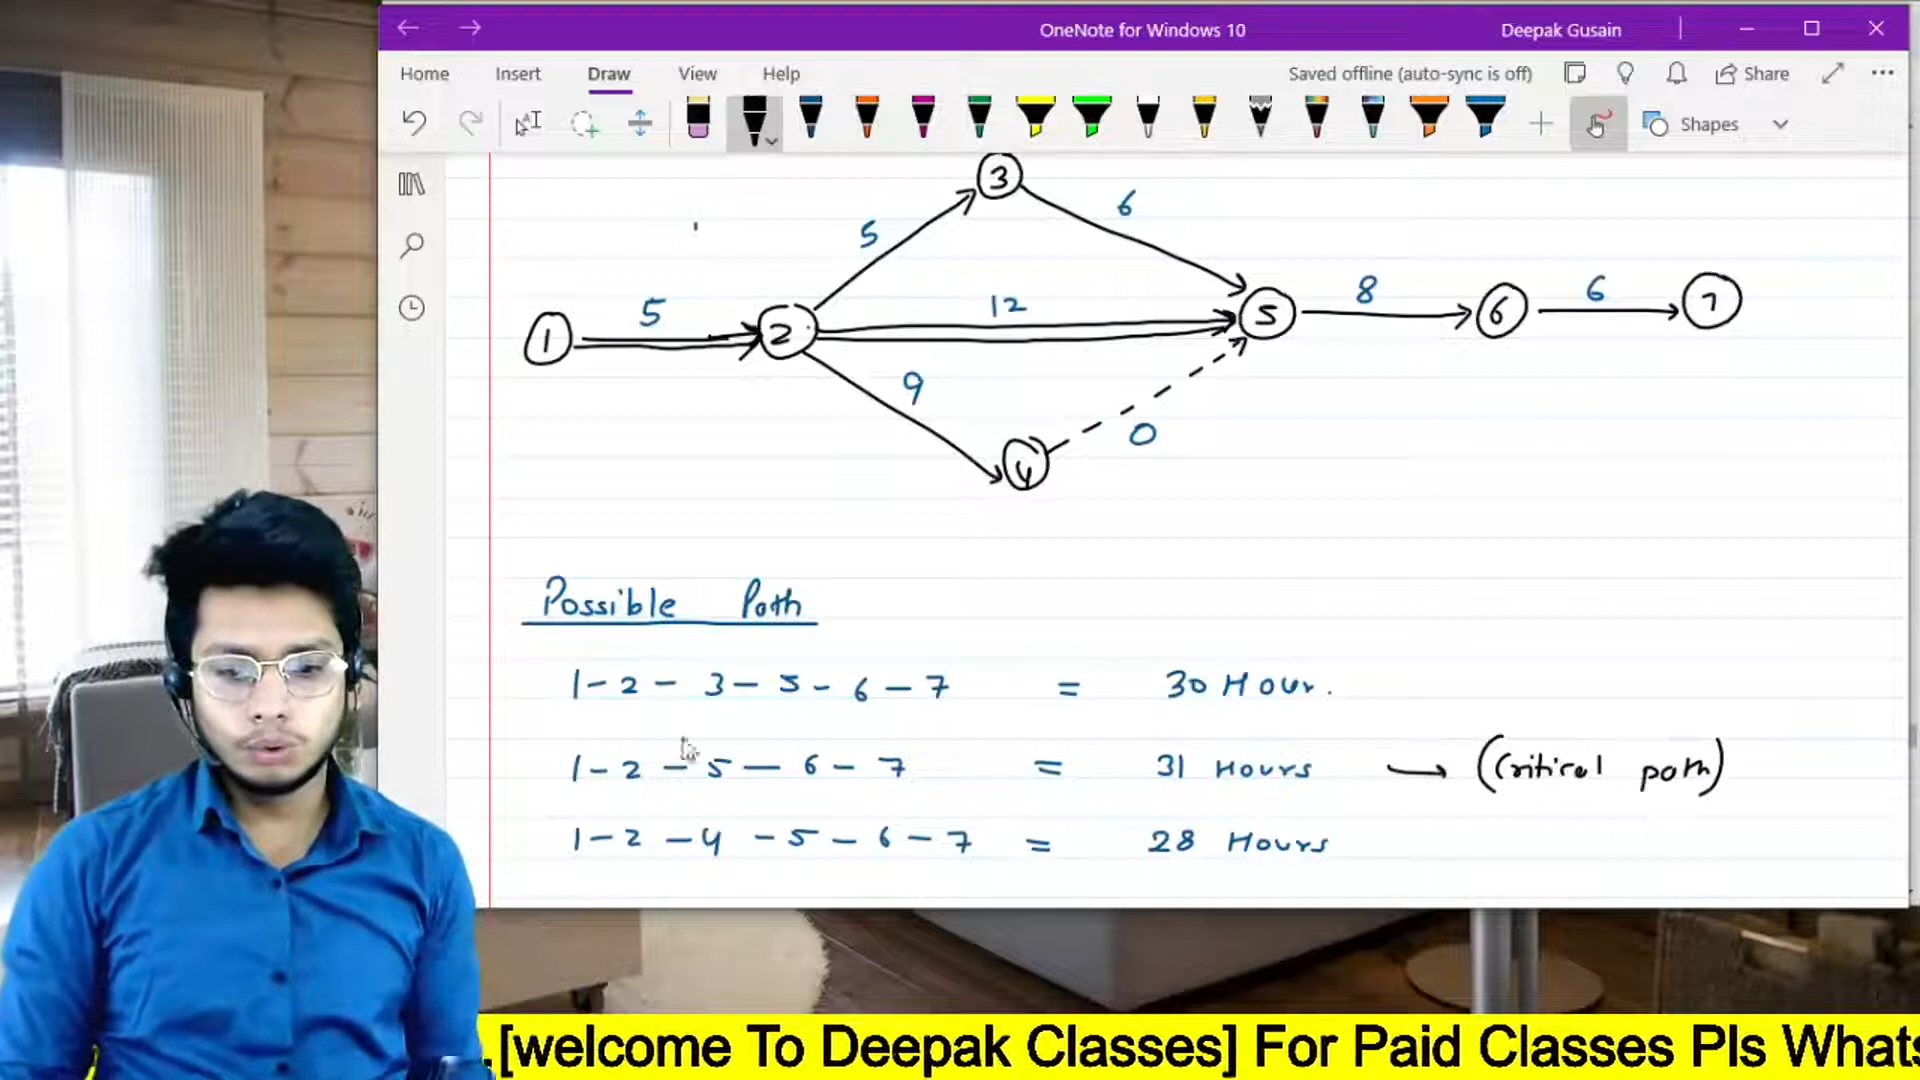 OneNote for Windows 10 Deepak Gusain
Home Insert Draw View Help Saved offline (auto-sync is off) Share
Shapes
3
5 6
1 5 2 12 5 8 6 6 7
9 0
4
Possible Path
1 - 2 - 3 - 5 - 6 - 7 = 30 Hour.
1 - 2 - 5 - 6 - 7 = 31 Hours → (Critical path)
1 - 2 - 4 - 5 - 6 - 7 = 28 Hours
. [welcome To Deepak Classes] For Paid Classes Pls Whats